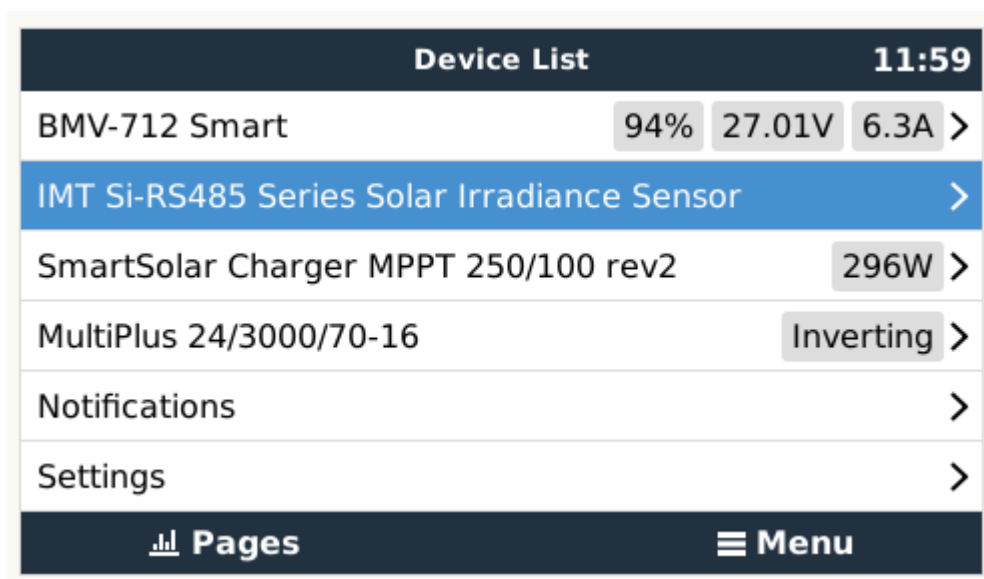 Device List 11:59
BMV-712 Smart 94% 27.01V 6.3A
IMT Si-RS485 Series Solar Irradiance Sensor
SmartSolar Charger MPPT 250/100 rev2 296W
MultiPlus 24/3000/70-16 Inverting
Notifications
Settings
Pages Menu